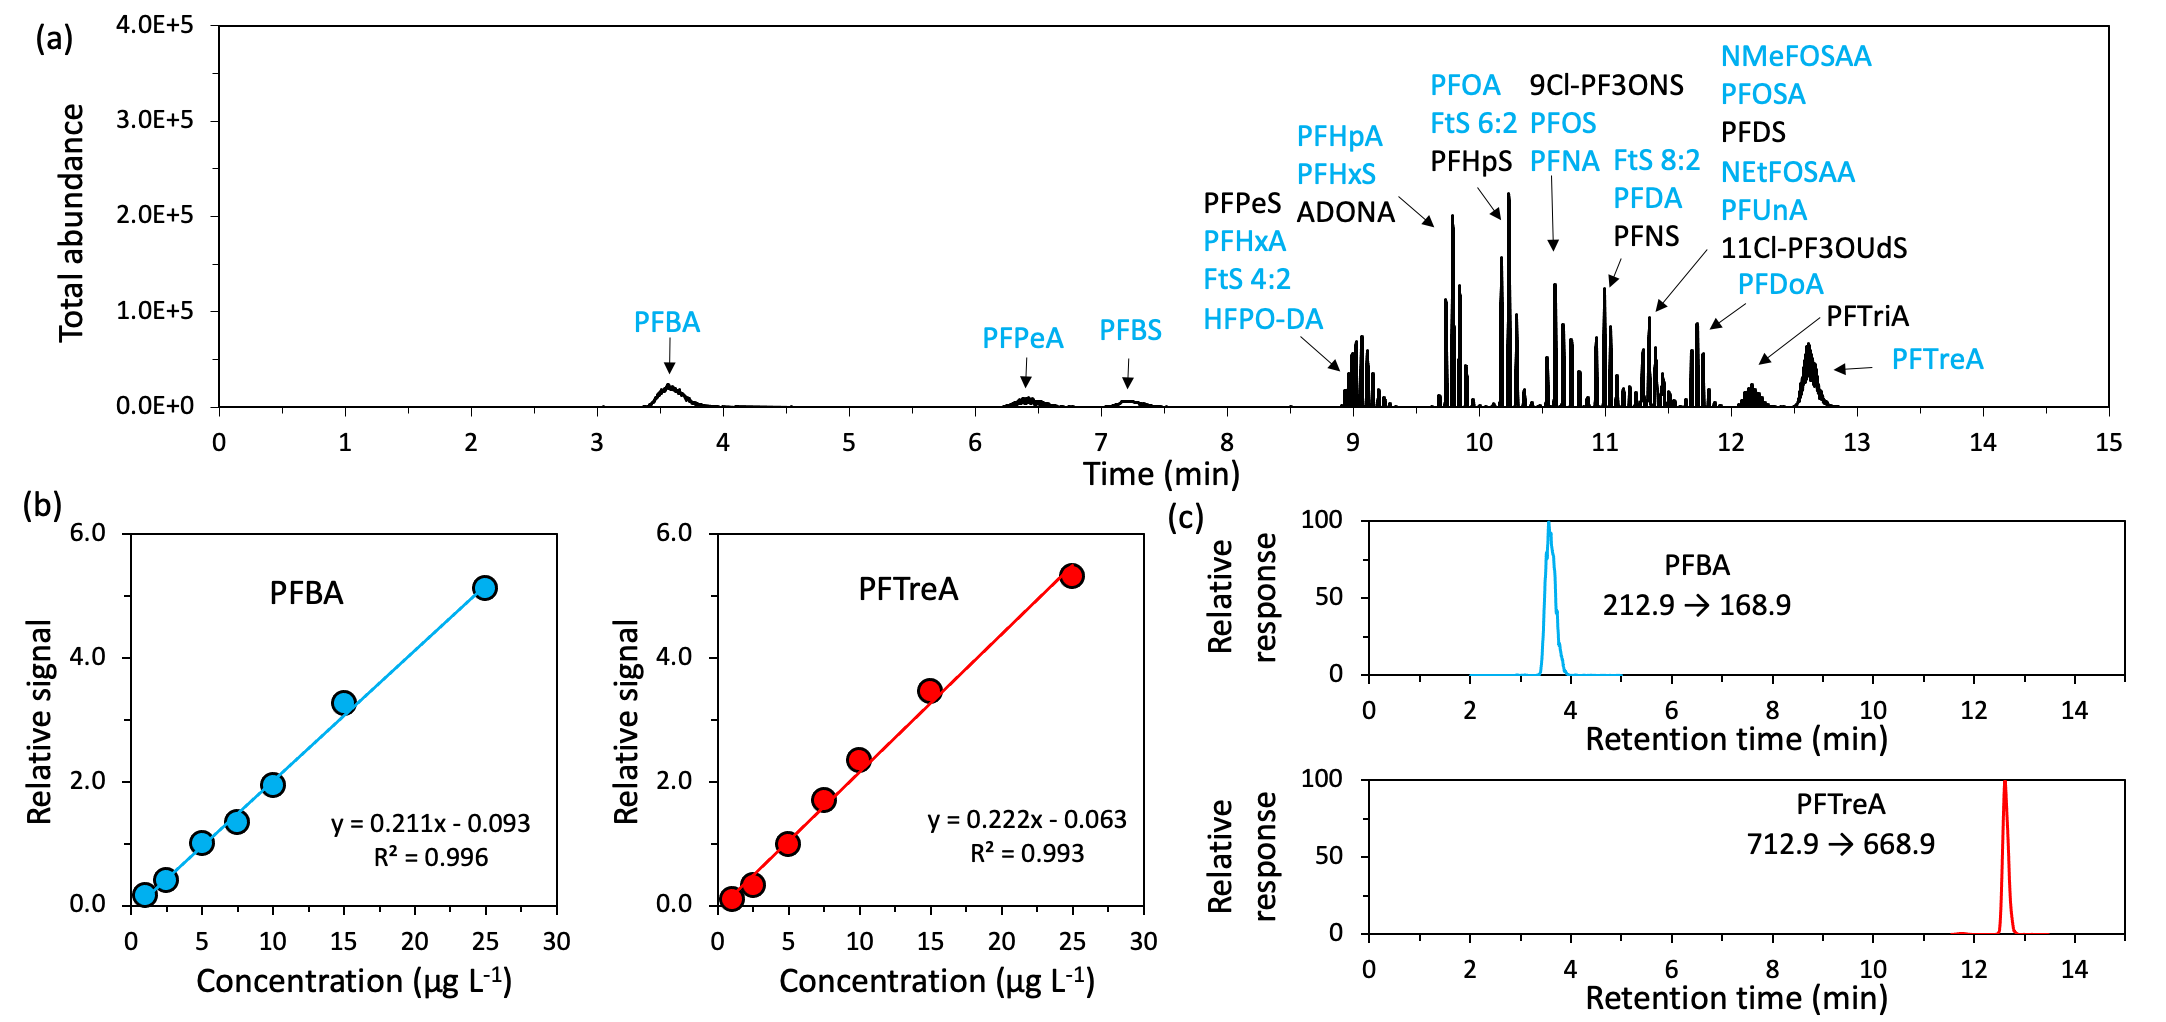 (a)
Total abundance
4.0E+5
3.0E+5
2.0E+5
1.0E+5
0.0E+0
0 1 2 3 4 5 6 7 8 9 10 11 12 13 14 15
Time (min)
PFBA
PFPeA
PFBS
PFPeS
PFHxA
FtS 4:2
HFPO-DA
PFHpA
PFHxS
ADONA
PFOA
FtS 6:2
PFHpS
9Cl-PF3ONS
PFOS
PFNA
FtS 8:2
PFDA
PFNS
NMeFOSAA
PFOSA
PFDS
NEtFOSAA
PFUnA
11Cl-PF3OUdS
PFDoA
PFTriA
PFTreA
(b)
Relative signal
6.0
4.0
2.0
0.0
PFBA
y = 0.211x - 0.093
R² = 0.996
0 5 10 15 20 25 30
Concentration (µg L⁻¹)
Relative signal
6.0
4.0
2.0
0.0
PFTreA
y = 0.222x - 0.063
R² = 0.993
0 5 10 15 20 25 30
Concentration (µg L⁻¹)
(c)
Relative
response
100
50
0
PFBA
212.9 → 168.9
0 2 4 6 8 10 12 14
Retention time (min)
Relative
response
100
50
0
PFTreA
712.9 → 668.9
0 2 4 6 8 10 12 14
Retention time (min)